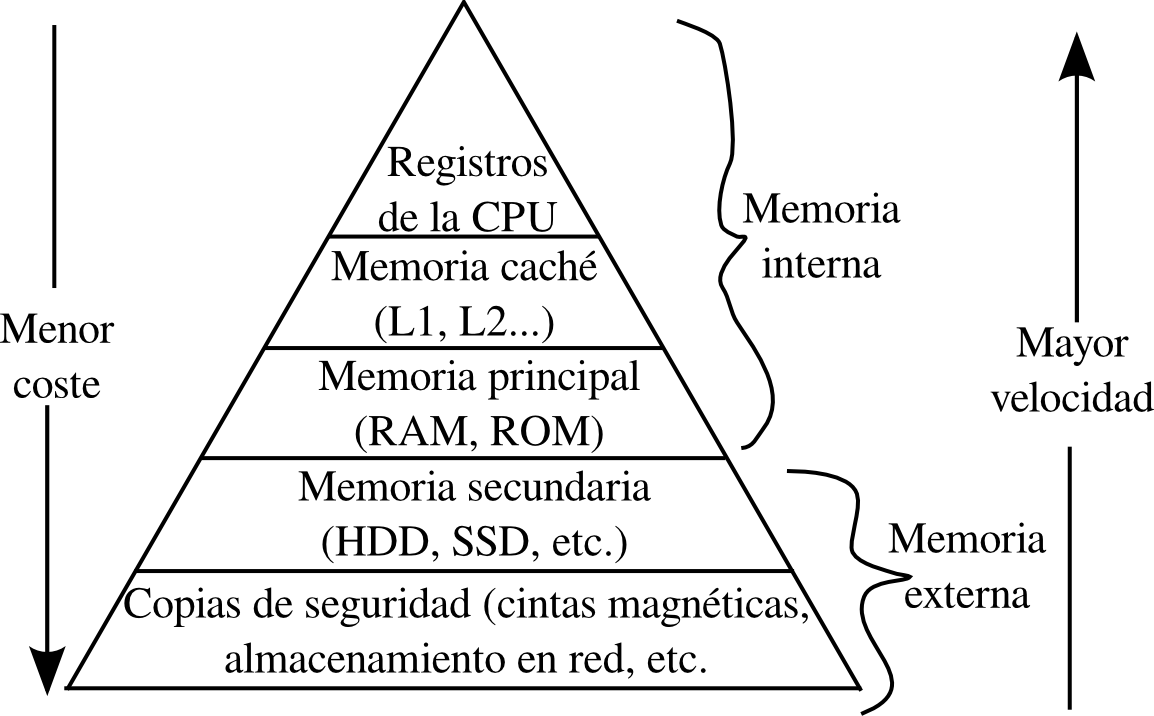 Registros
de la CPU
Memoria caché
(L1, L2...)
Memoria principal
(RAM, ROM)
Memoria secundaria
(HDD, SSD, etc.)
Copias de seguridad (cintas magnéticas,
almacenamiento en red, etc.
Menor
coste
Memoria
interna
Memoria
externa
Mayor
velocidad